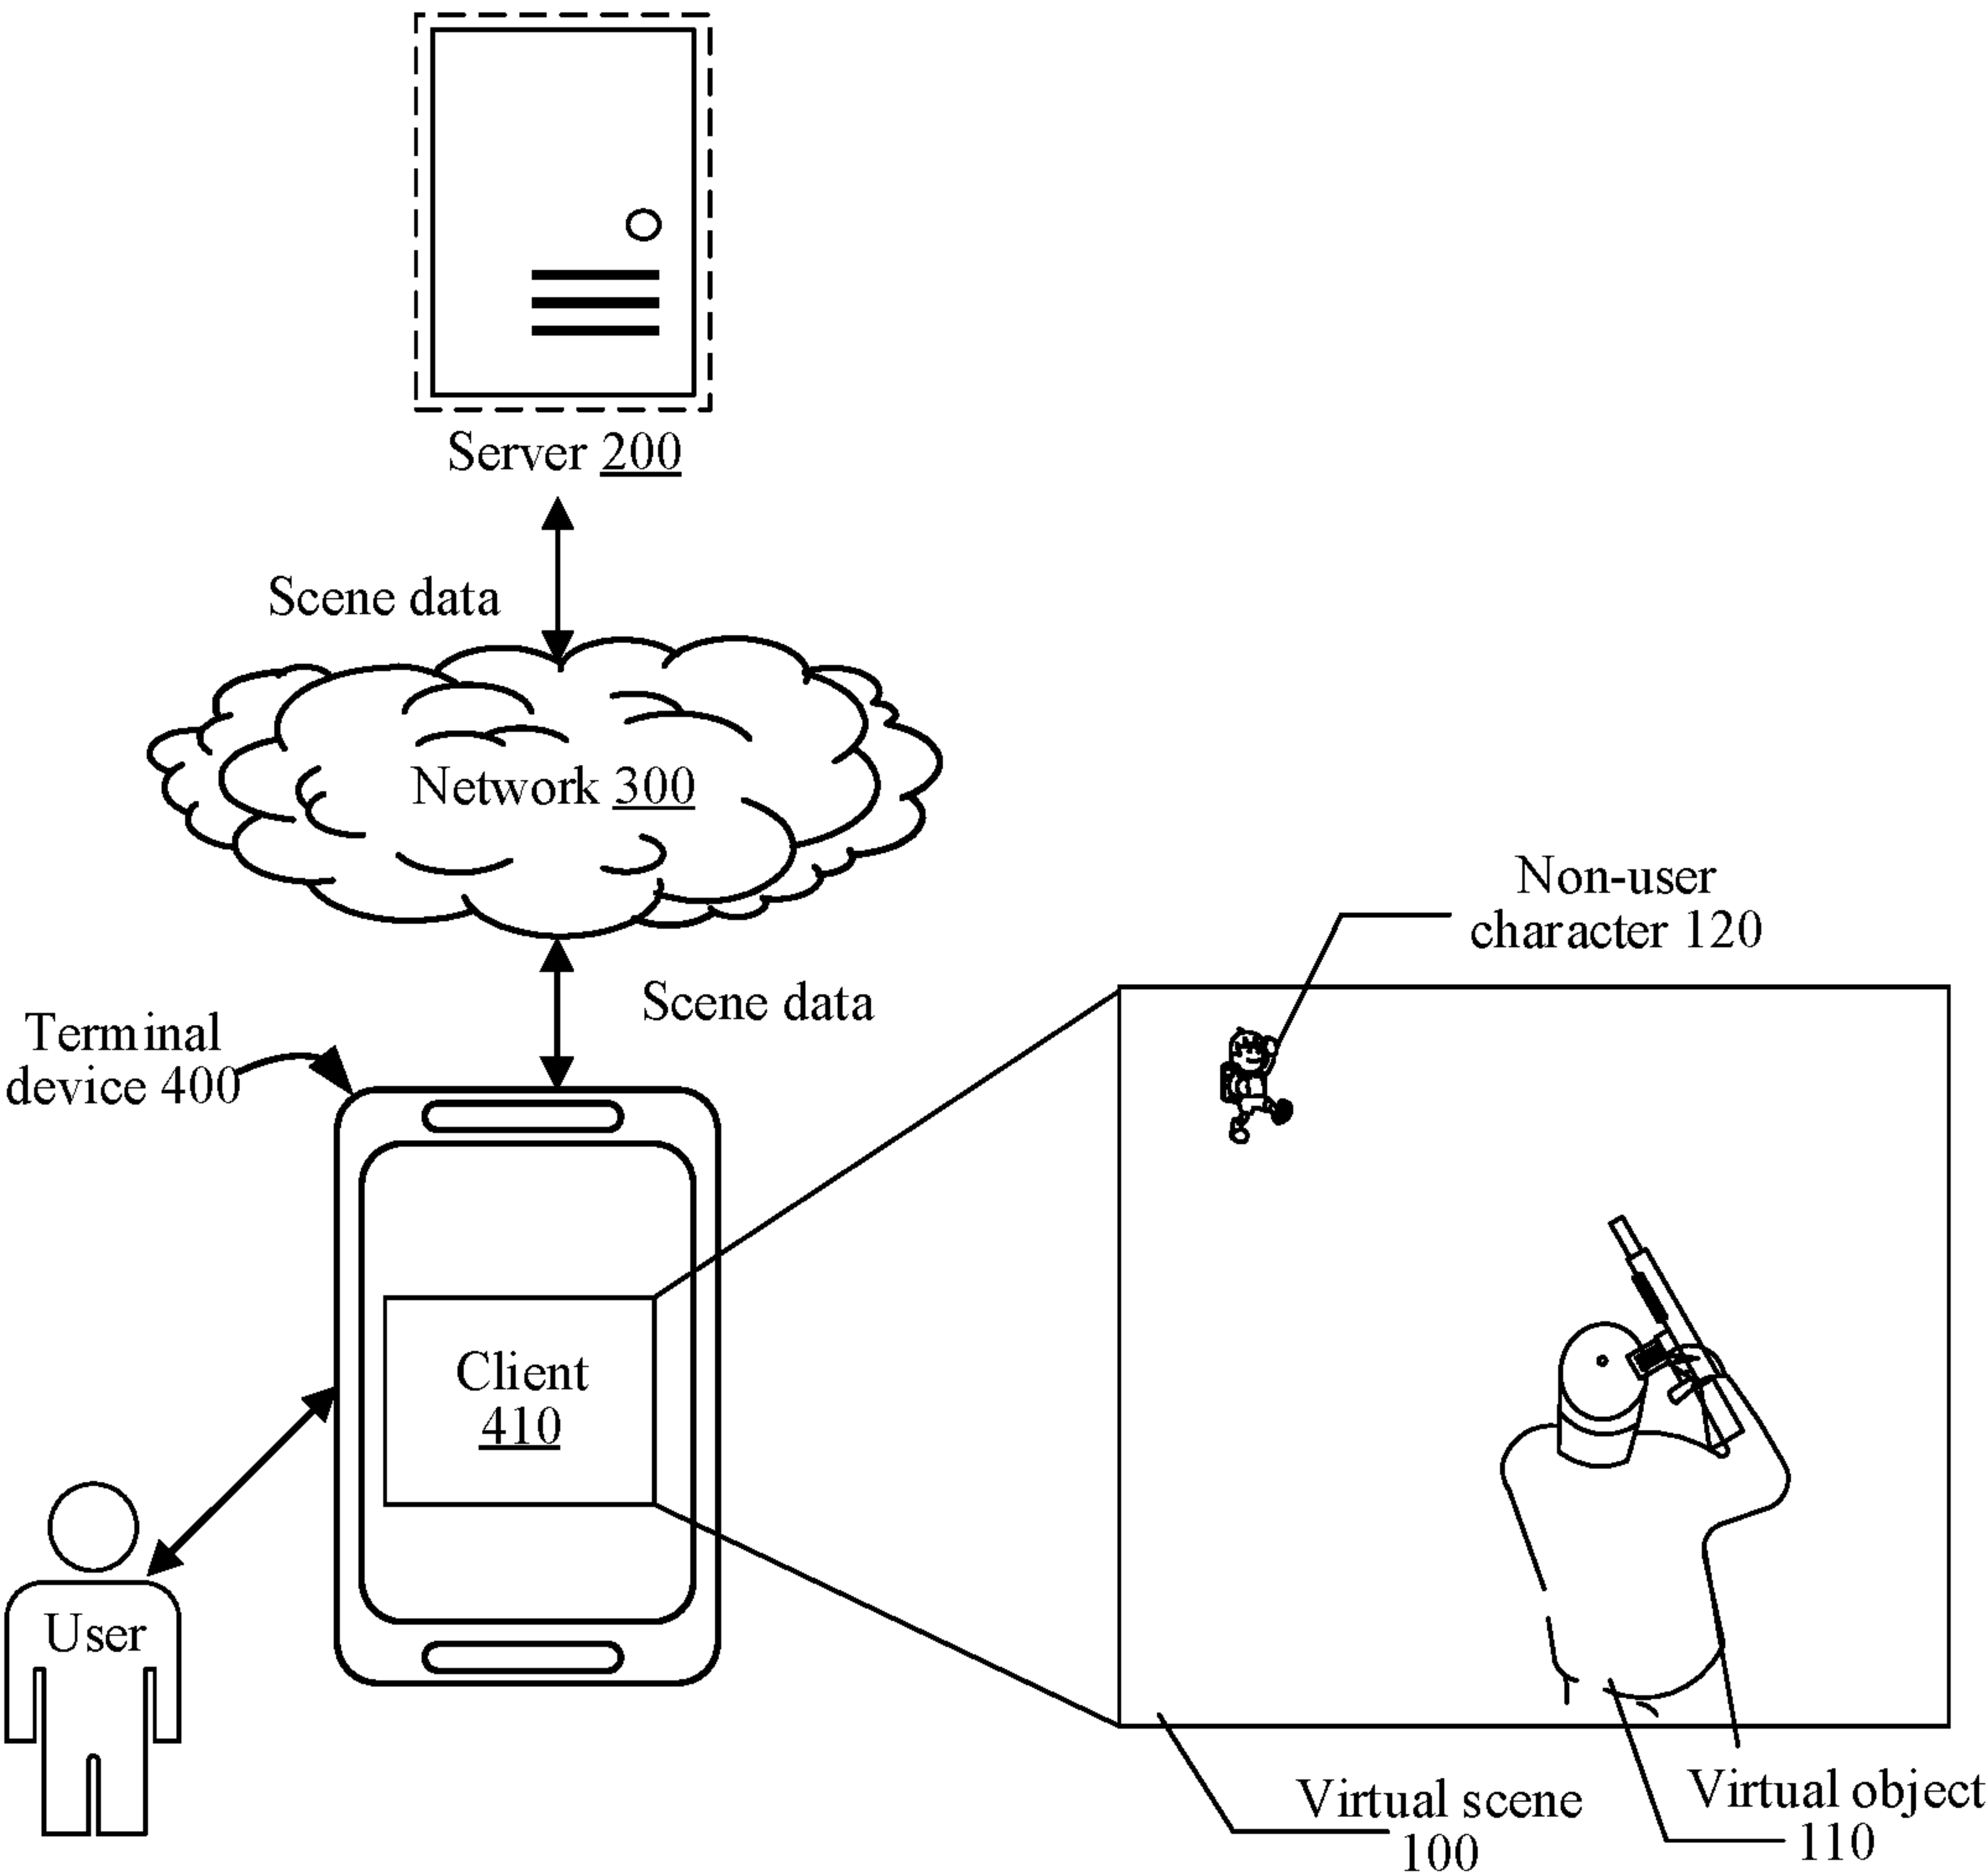 Server 200
Scene data
Network 300
Non-user
character 120
Scene data
Terminal
device 400
Client
410
User
Virtual scene
100
Virtual object
110